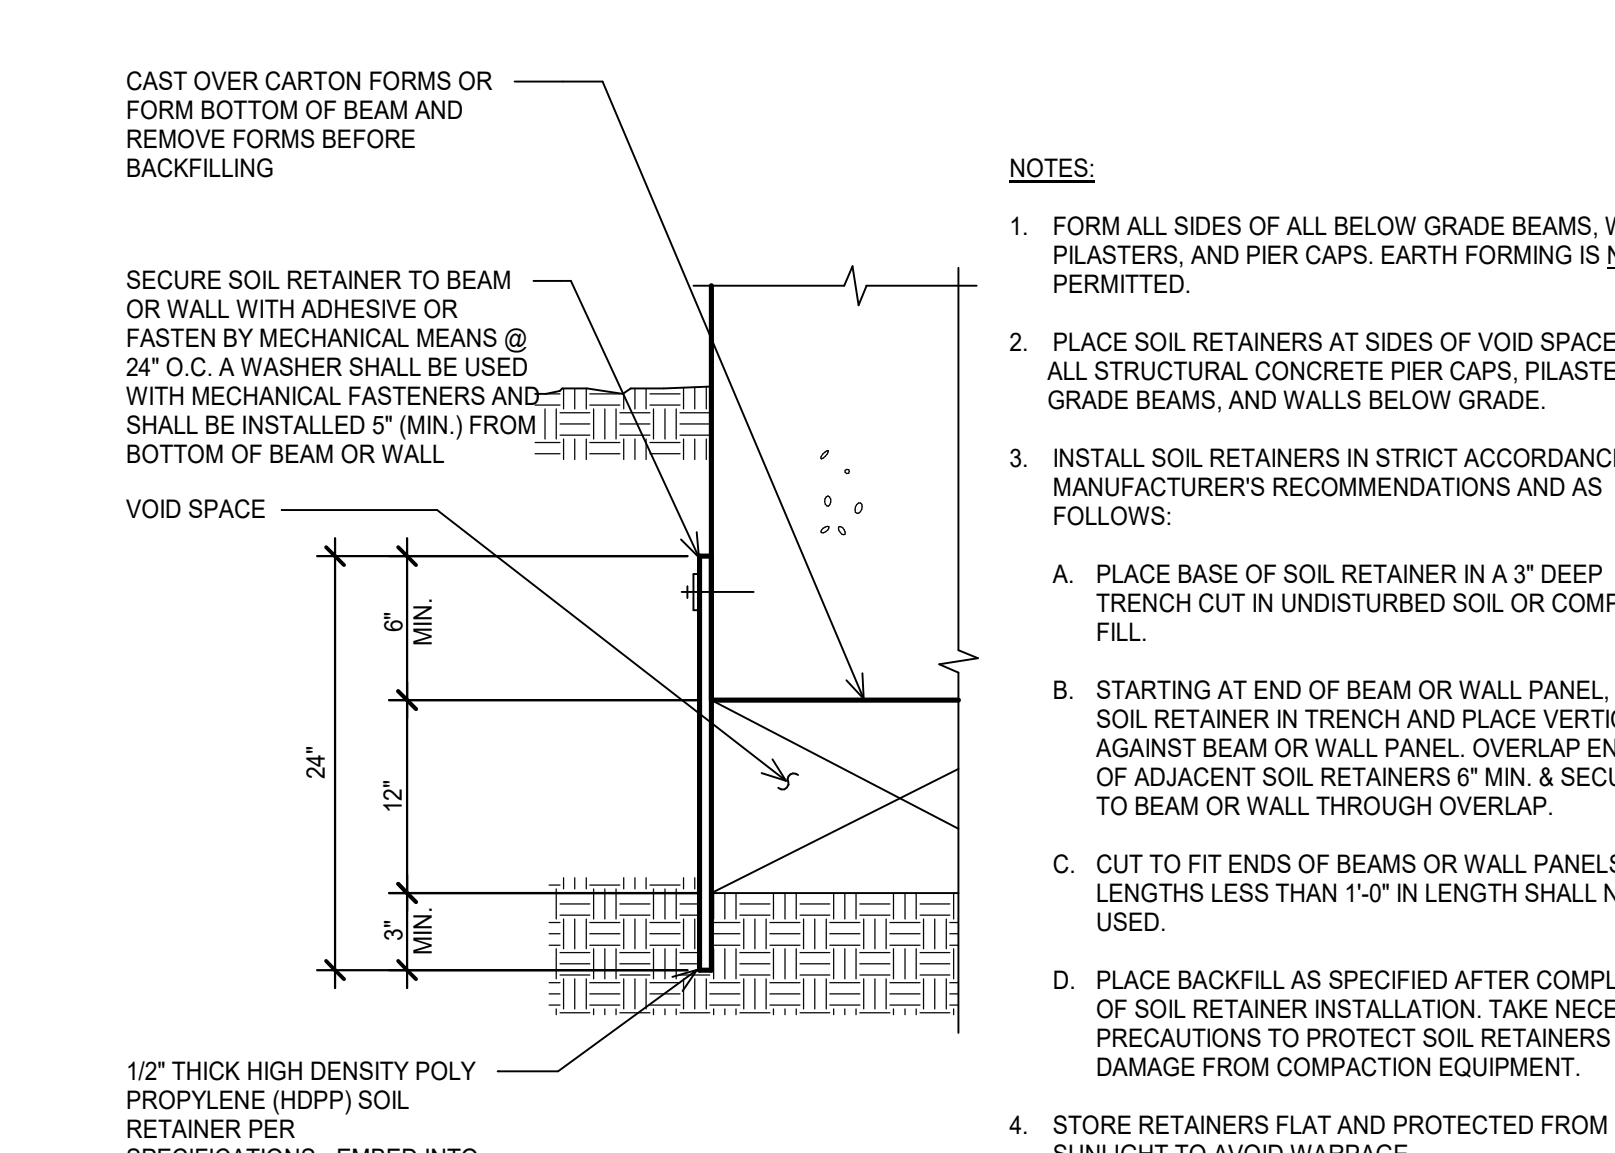 CAST OVER CARTON FORMS OR
FORM BOTTOM OF BEAM AND
REMOVE FORMS BEFORE
BACKFILLING
SECURE SOIL RETAINER TO BEAM
OR WALL WITH ADHESIVE OR
FASTEN BY MECHANICAL MEANS @
24" O.C. A WASHER SHALL BE USED
WITH MECHANICAL FASTENERS AND
SHALL BE INSTALLED 5" (MIN.) FROM
BOTTOM OF BEAM OR WALL
VOID SPACE
6"
MIN.
24"
12"
3"
MIN.
1/2" THICK HIGH DENSITY POLY
PROPYLENE (HDPP) SOIL
RETAINER PER
SPECIFICATIONS - EMBED INTO
NOTES:
1. FORM ALL SIDES OF ALL BELOW GRADE BEAMS,
PILASTERS, AND PIER CAPS. EARTH FORMING IS
PERMITTED.
2. PLACE SOIL RETAINERS AT SIDES OF VOID SPACE
ALL STRUCTURAL CONCRETE PIER CAPS,
GRADE BEAMS, AND WALLS BELOW GRADE.
3. INSTALL SOIL RETAINERS IN STRICT
MANUFACTURER'S RECOMMENDATIONS AND AS
FOLLOWS:
A. PLACE BASE OF SOIL RETAINER IN A 3" DEEP
TRENCH CUT IN UNDISTURBED SOIL OR
FILL.
B. STARTING AT END OF BEAM OR WALL PANEL,
SOIL RETAINER IN TRENCH AND PLACE
AGAINST BEAM OR WALL PANEL. OVERLAP
OF ADJACENT SOIL RETAINERS 6" MIN. &
TO BEAM OR WALL THROUGH OVERLAP.
C. CUT TO FIT ENDS OF BEAMS OR WALL PANELS
LENGTHS LESS THAN 1'-0" IN LENGTH SHALL
USED.
D. PLACE BACKFILL AS SPECIFIED AFTER
OF SOIL RETAINER INSTALLATION. TAKE
PRECAUTIONS TO PROTECT SOIL RETAINERS
DAMAGE FROM COMPACTION EQUIPMENT.
4. STORE RETAINERS FLAT AND PROTECTED FROM
SUNLIGHT TO AVOID WARPAGE